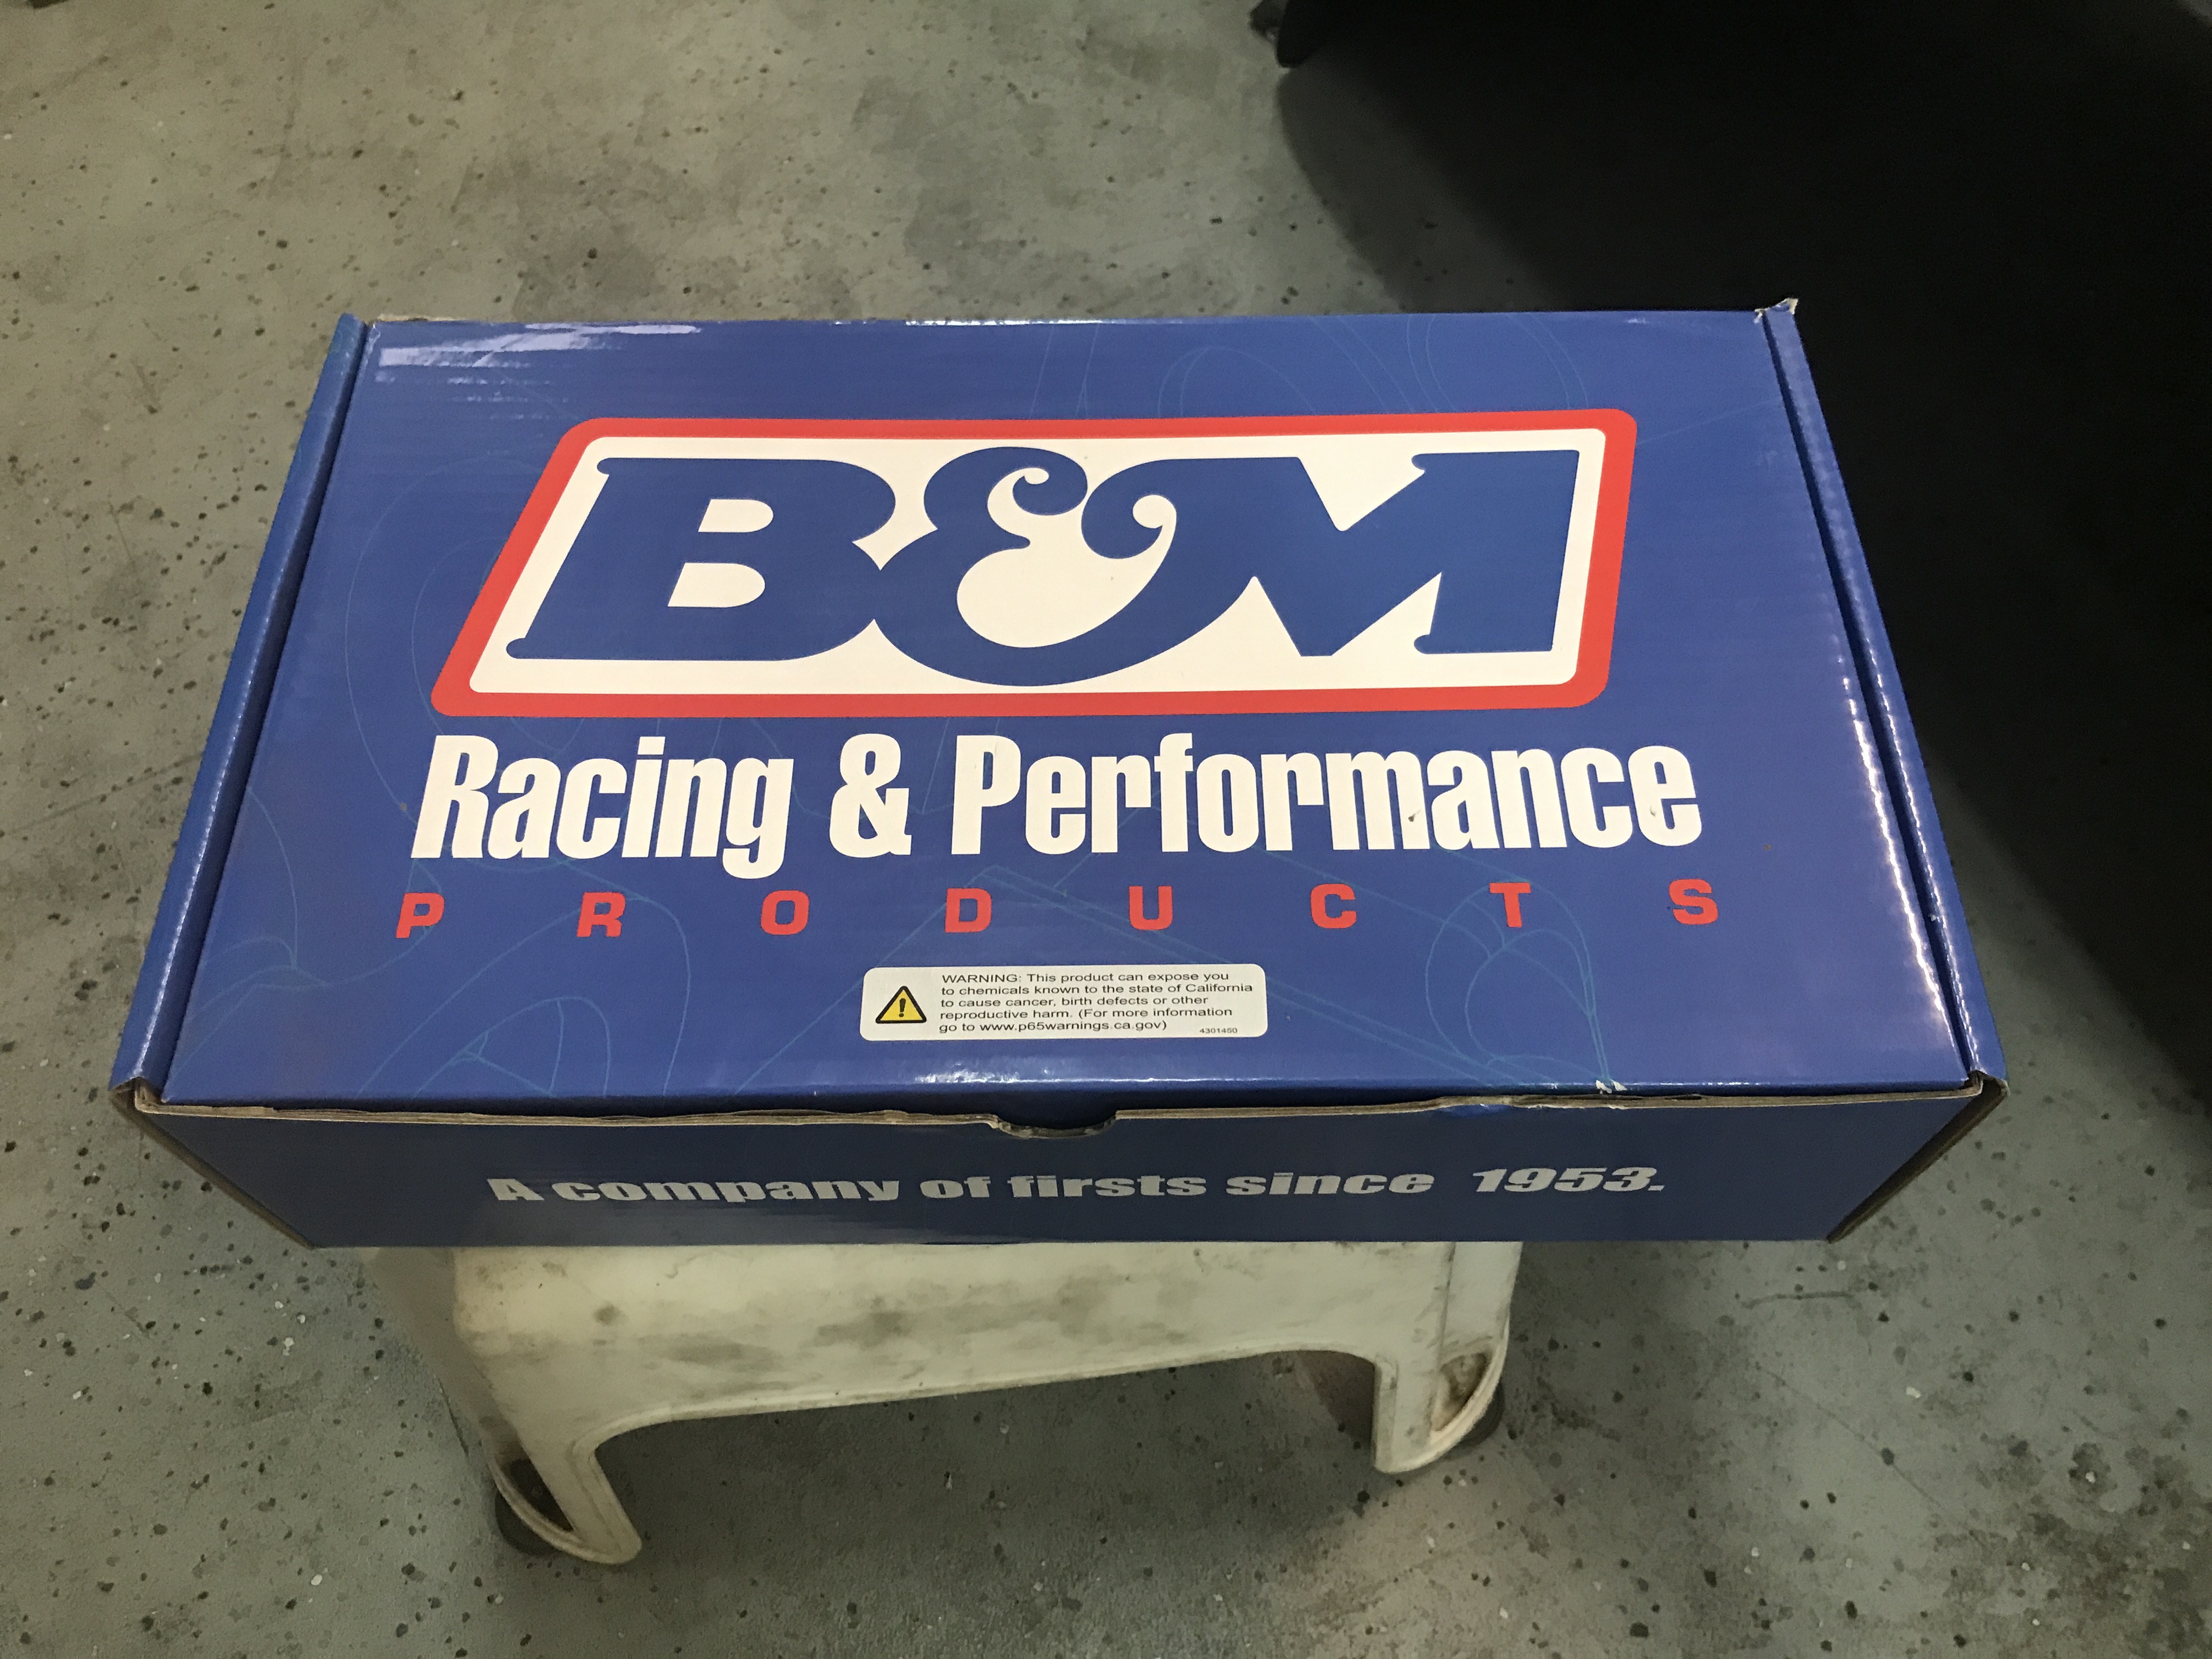 B&M
Racing & Performance
PRODUCTS
WARNING: This product can expose you
to chemicals known to the state of California
to cause cancer, birth defects or other
reproductive harm. (For more information
go to www.p65warnings.ca.gov)
4301450
A company of firsts since 1953.